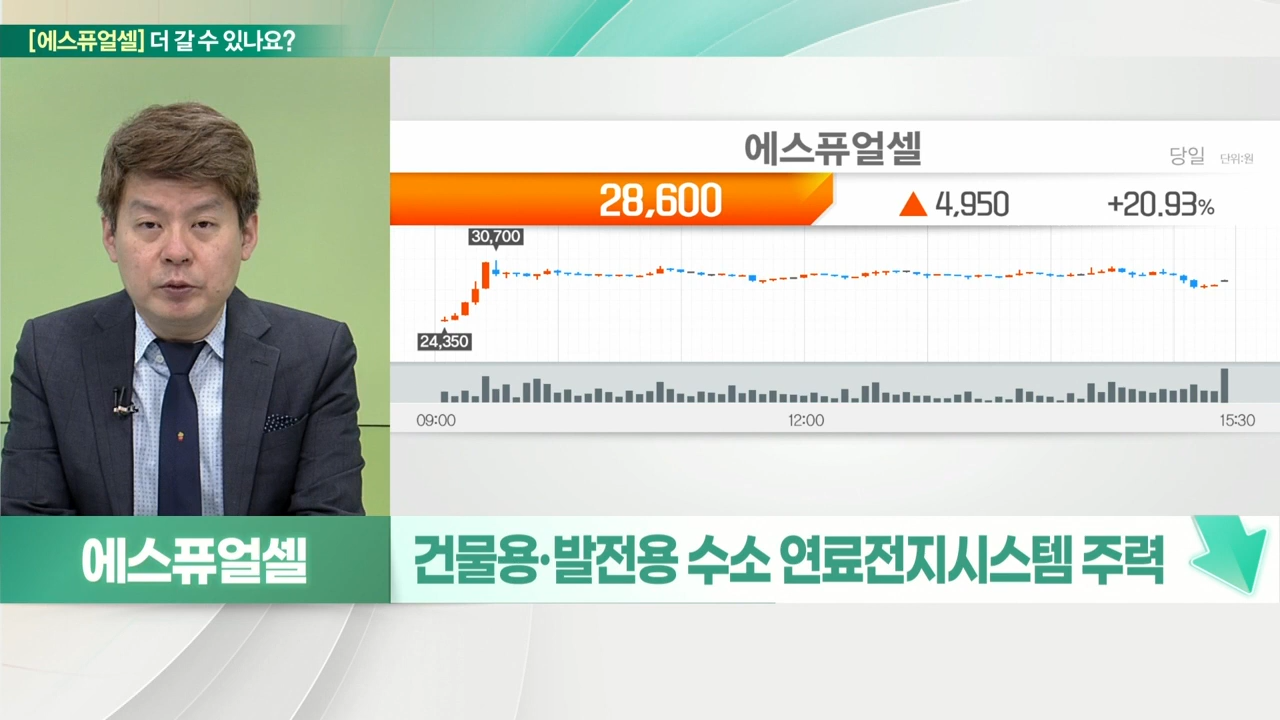 [에스퓨얼셀] 더 갈 수 있나요?
에스퓨얼셀
당일 단위:원
28,600 ▲ 4,950 +20.93%
30,700
24,350
09:00 12:00 15:30
에스퓨얼셀
건물용·발전용 수소 연료전지시스템 주력